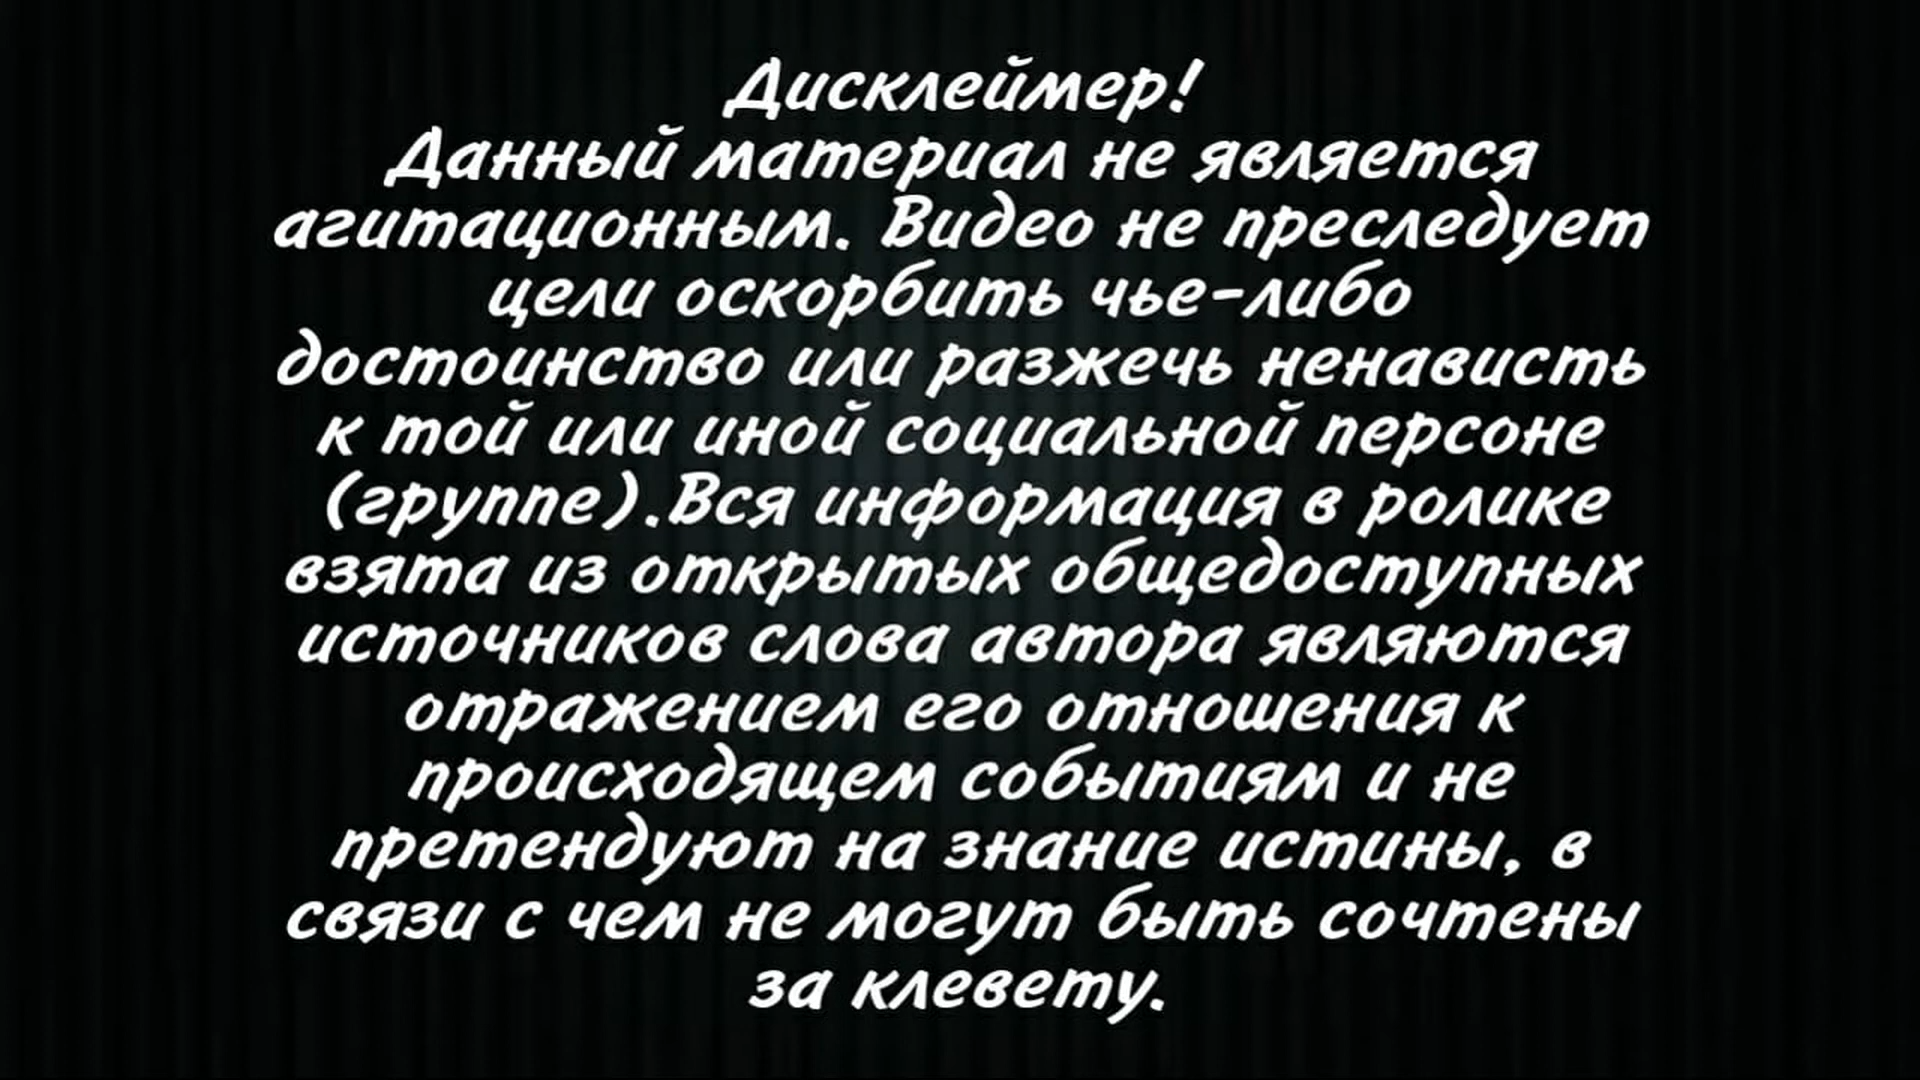 Дисклеймер!
Данный материал не является
агитационным. Видео не преследует
цели оскорбить чье-либо
достоинство или разжечь ненависть
к той или иной социальной персоне
(группе).Вся информация в ролике
взята из открытых общедоступных
источников слова автора являются
отражением его отношения к
происходящем событиям и не
претендуют на знание истины, в
связи с чем не могут быть сочтены
за клевету.